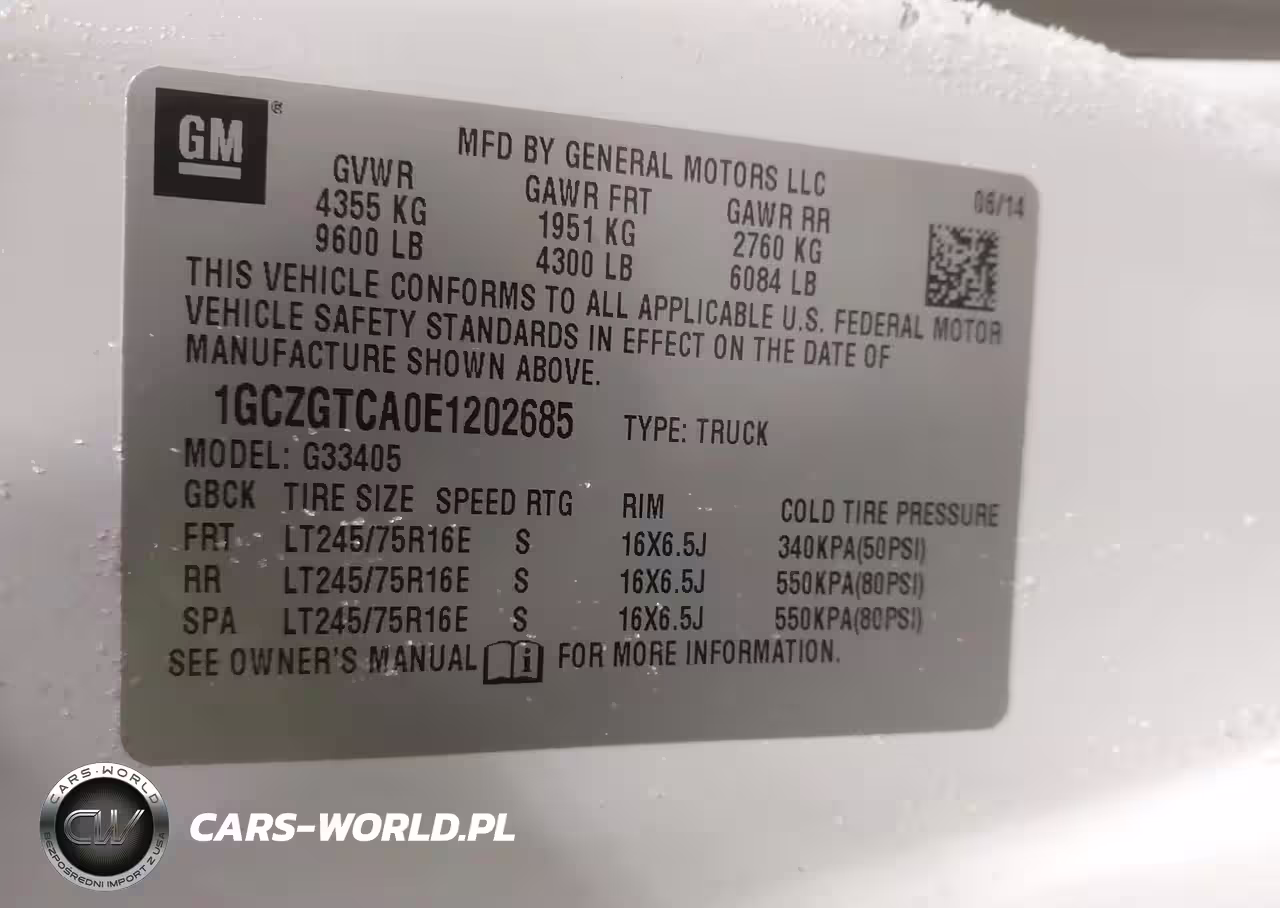 GM
MFD BY GENERAL MOTORS LLC
06/14
GVWR GAWR FRT GAWR RR
4355 KG 1951 KG 2760 KG
9600 LB 4300 LB 6084 LB
THIS VEHICLE CONFORMS TO ALL APPLICABLE U.S. FEDERAL MOTOR
VEHICLE SAFETY STANDARDS IN EFFECT ON THE DATE OF
MANUFACTURE SHOWN ABOVE.
1GCZGTCA0E1202685 TYPE: TRUCK
MODEL: G33405
GBCK TIRE SIZE SPEED RTG RIM COLD TIRE PRESSURE
FRT LT245/75R16E S 16X6.5J 340KPA(50PSI)
RR LT245/75R16E S 16X6.5J 550KPA(80PSI)
SPA LT245/75R16E S 16X6.5J 550KPA(80PSI)
SEE OWNER'S MANUAL i FOR MORE INFORMATION.
CARS-WORLD
CW
BEZPOŚREDNI IMPORT Z USA
CARS-WORLD.PL